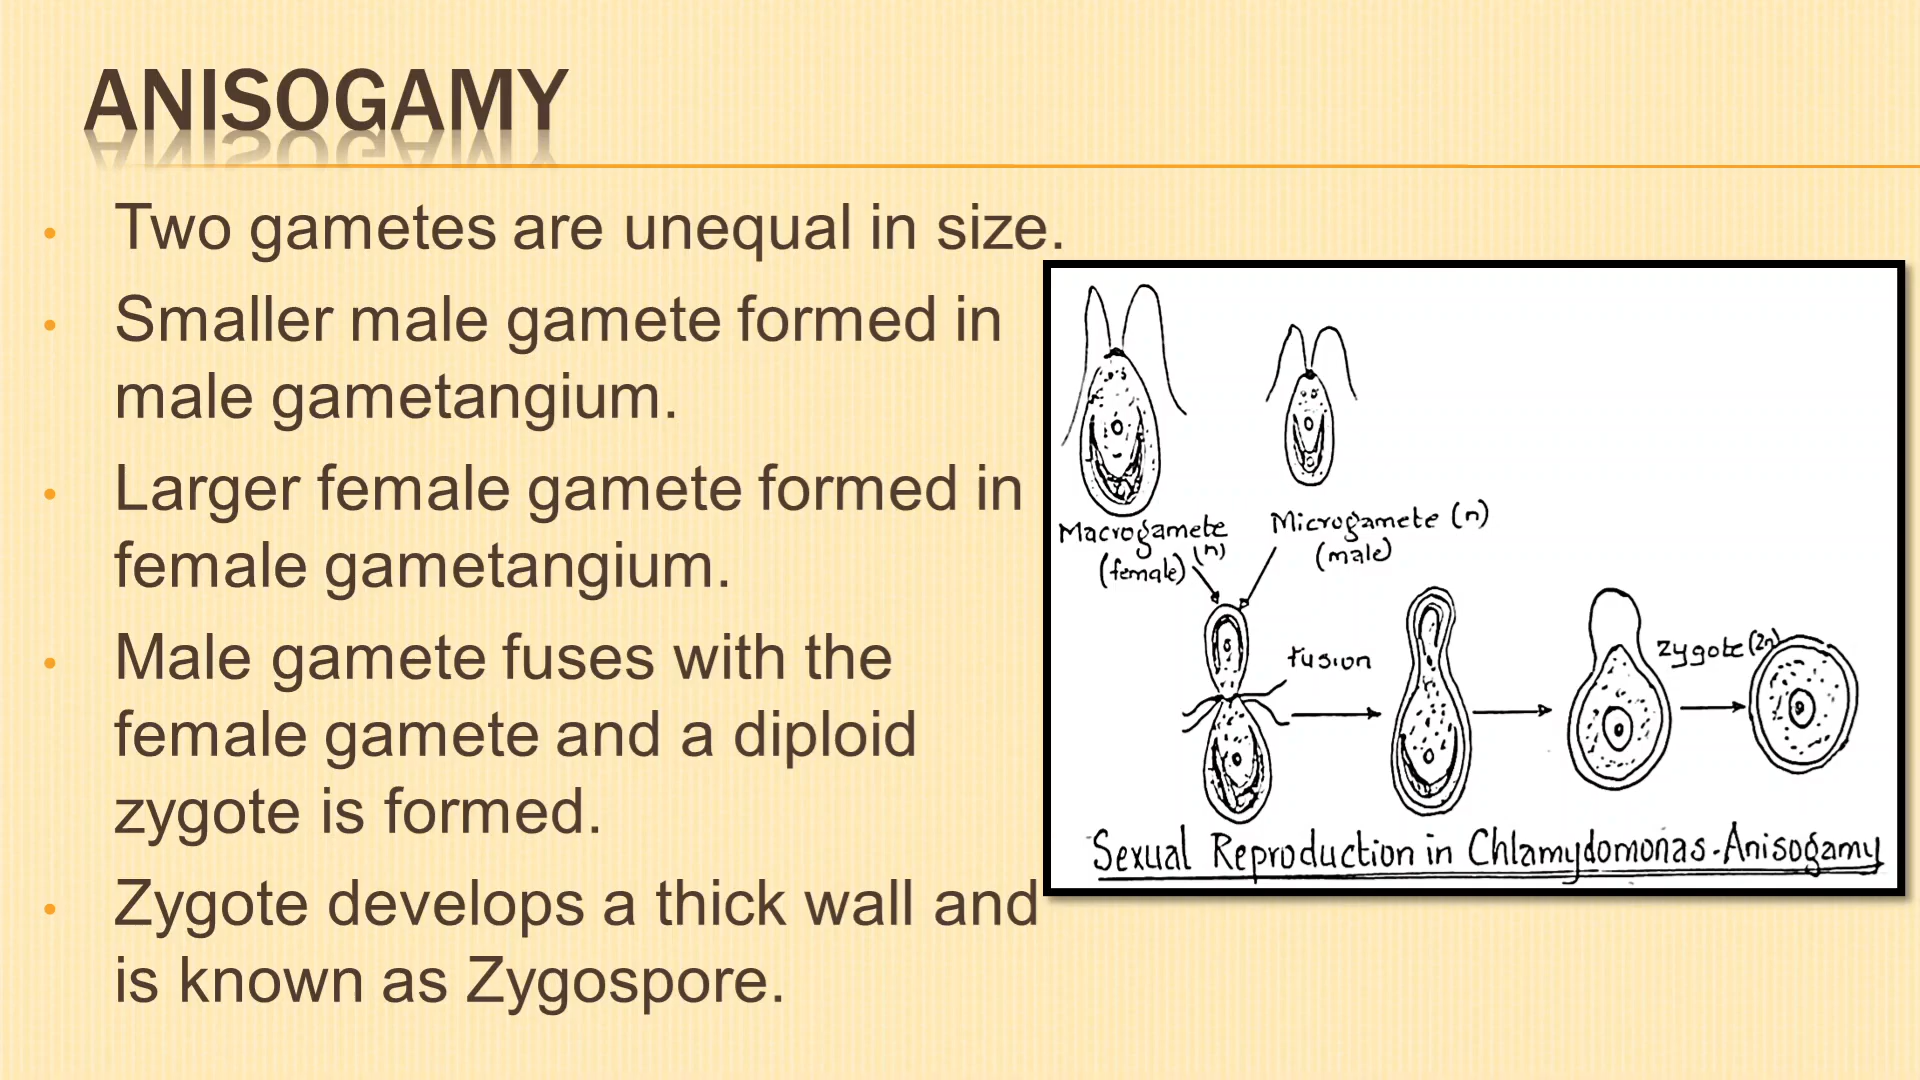 ANISOGAMY
• Two gametes are unequal in size.
• Smaller male gamete formed in
male gametangium.
• Larger female gamete formed in
female gametangium.
• Male gamete fuses with the
female gamete and a diploid
zygote is formed.
• Zygote develops a thick wall and
is known as Zygospore.
Macrogamete
(n)
(female)
Microgamete (n)
(male)
fusion
Zygote (2n)
Sexual Reproduction in Chlamydomonas-Anisogamy